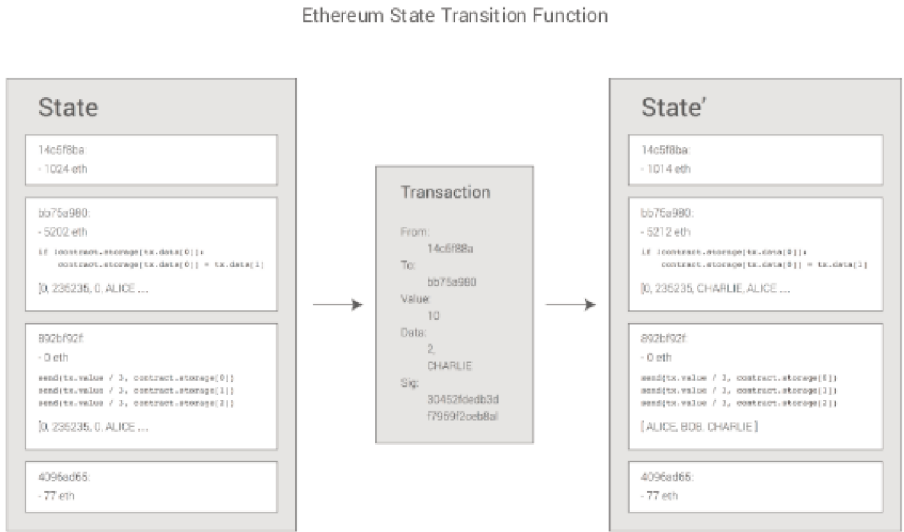 Ethereum State Transition Function
State
14c5f8ba:
- 1024 eth
bb75a980:
- 5202 eth
if !contract.storage[tx.data[0]]:
contract.storage[tx.data[0]] = tx.data[1]
[0, 235235, 0, ALICE ...
892bf92f:
- 0 eth
send(tx.value / 3, contract.storage[0])
send(tx.value / 3, contract.storage[1])
send(tx.value / 3, contract.storage[2])
[0, 235235, 0, ALICE ...
4096ad65:
- 77 eth
Transaction
From:
14c5f88a
To:
bb75a980
Value:
10
Data:
2,
CHARLIE
Sig:
30452fdedb3d
f7959f2ceb8a1
State'
14c5f8ba:
- 1014 eth
bb75a980:
- 5212 eth
if !contract.storage[tx.data[0]]:
contract.storage[tx.data[0]] = tx.data[1]
[0, 235235, CHARLIE, ALICE ...
892bf92f:
- 0 eth
send(tx.value / 3, contract.storage[0])
send(tx.value / 3, contract.storage[1])
send(tx.value / 3, contract.storage[2])
[ ALICE, BOB, CHARLIE ]
4096ad65:
- 77 eth